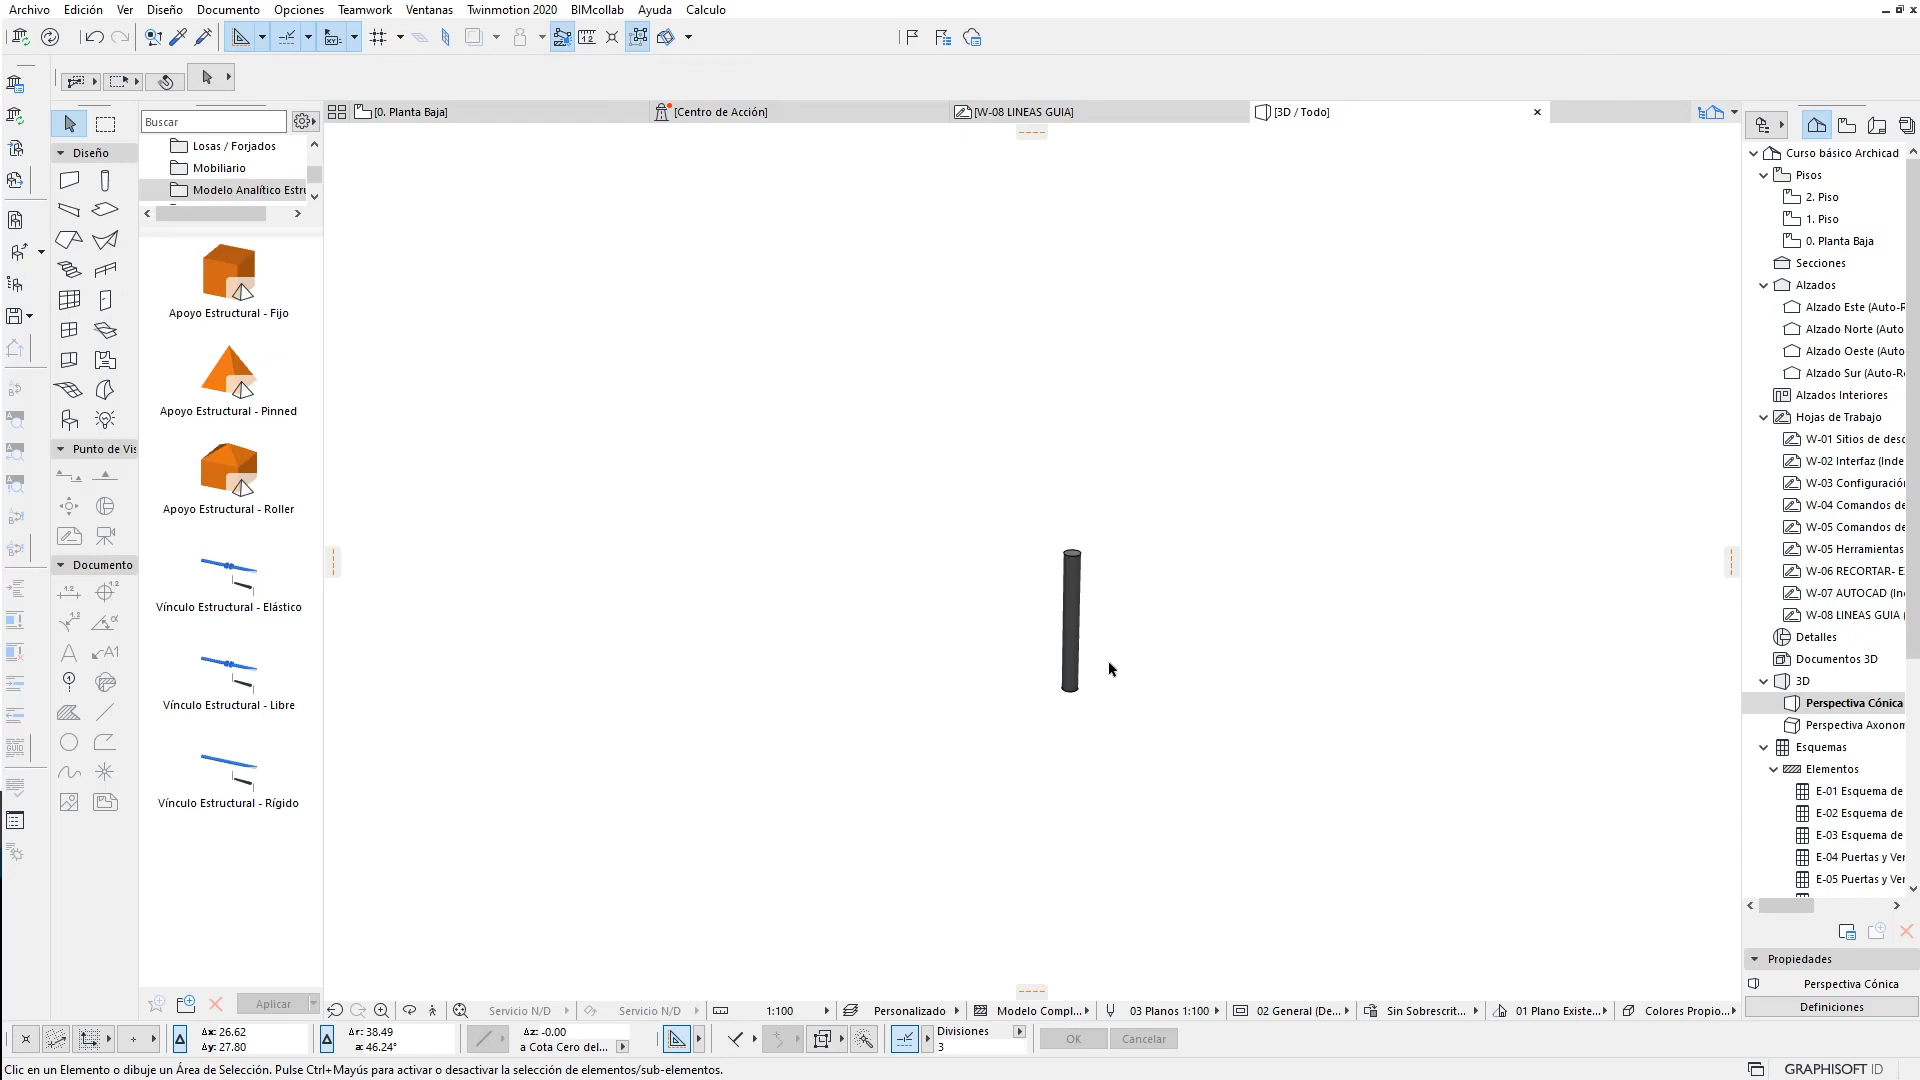 Archivo Edición Ver Diseño Documento Opciones Teamwork Ventanas Twinmotion 2020 BIMcollab Ayuda Calculo
[0. Planta Baja] [Centro de Acción] [W-08 LINEAS GUIA] [3D / Todo]
Buscar
Losas / Forjados
Mobiliario
Modelo Analítico Estru
Apoyo Estructural - Fijo
Apoyo Estructural - Pinned
Apoyo Estructural - Roller
Vínculo Estructural - Elástico
Vínculo Estructural - Libre
Vínculo Estructural - Rígido
Aplicar
Diseño
Punto de Vis
Documento
Curso básico Archicad
Pisos
2. Piso
1. Piso
0. Planta Baja
Secciones
Alzados
Alzado Este (Auto-R
Alzado Norte (Auto
Alzado Oeste (Auto
Alzado Sur (Auto-Re
Alzados Interiores
Hojas de Trabajo
W-01 Sitios de desc
W-02 Interfaz (Inde
W-03 Configuració
W-04 Comandos de
W-05 Comandos de
W-05 Herramientas
W-06 RECORTAR- E
W-07 AUTOCAD (In
W-08 LINEAS GUIA (
Detalles
Documentos 3D
3D
Perspectiva Cónica
Perspectiva Axonom
Esquemas
Elementos
E-01 Esquema de
E-02 Esquema de
E-03 Esquema de
E-04 Puertas y Ver
E-05 Puertas y Ver
Propiedades
Perspectiva Cónica
Definiciones
Servicio N/D Servicio N/D 1:100 Personalizado Modelo Compl... 03 Planos 1:100 02 General (De... Sin Sobrescrit... 01 Plano Existe... Colores Propio...
Δx: 26.62 Δr: 38.49 Δz: -0.00 Divisiones
Δy: 27.80 a: 46.24° a Cota Cero del... 3 OK Cancelar
Clic en un Elemento o dibuje un Área de Selección. Pulse Ctrl+Mayús para activar o desactivar la selección de elementos/sub-elementos.
GRAPHISOFT ID